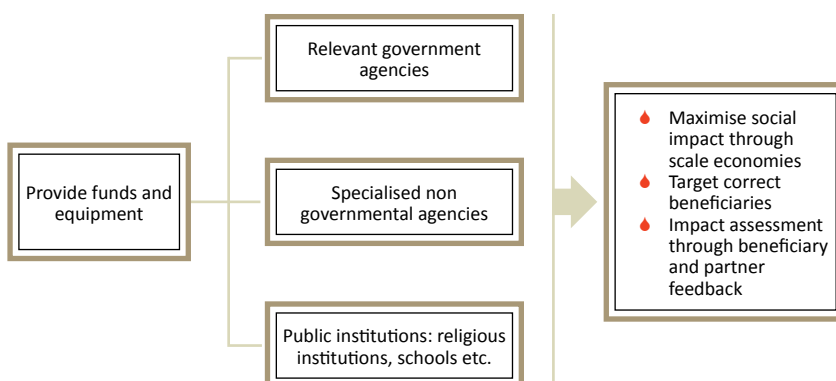 Relevant government
agencies
Provide funds and
equipment
Specialised non
governmental agencies
Public institutions: religious
institutions, schools etc.
Maximise social
impact through
scale economies
Target correct
beneficiaries
Impact assessment
through beneficiary
and partner
feedback